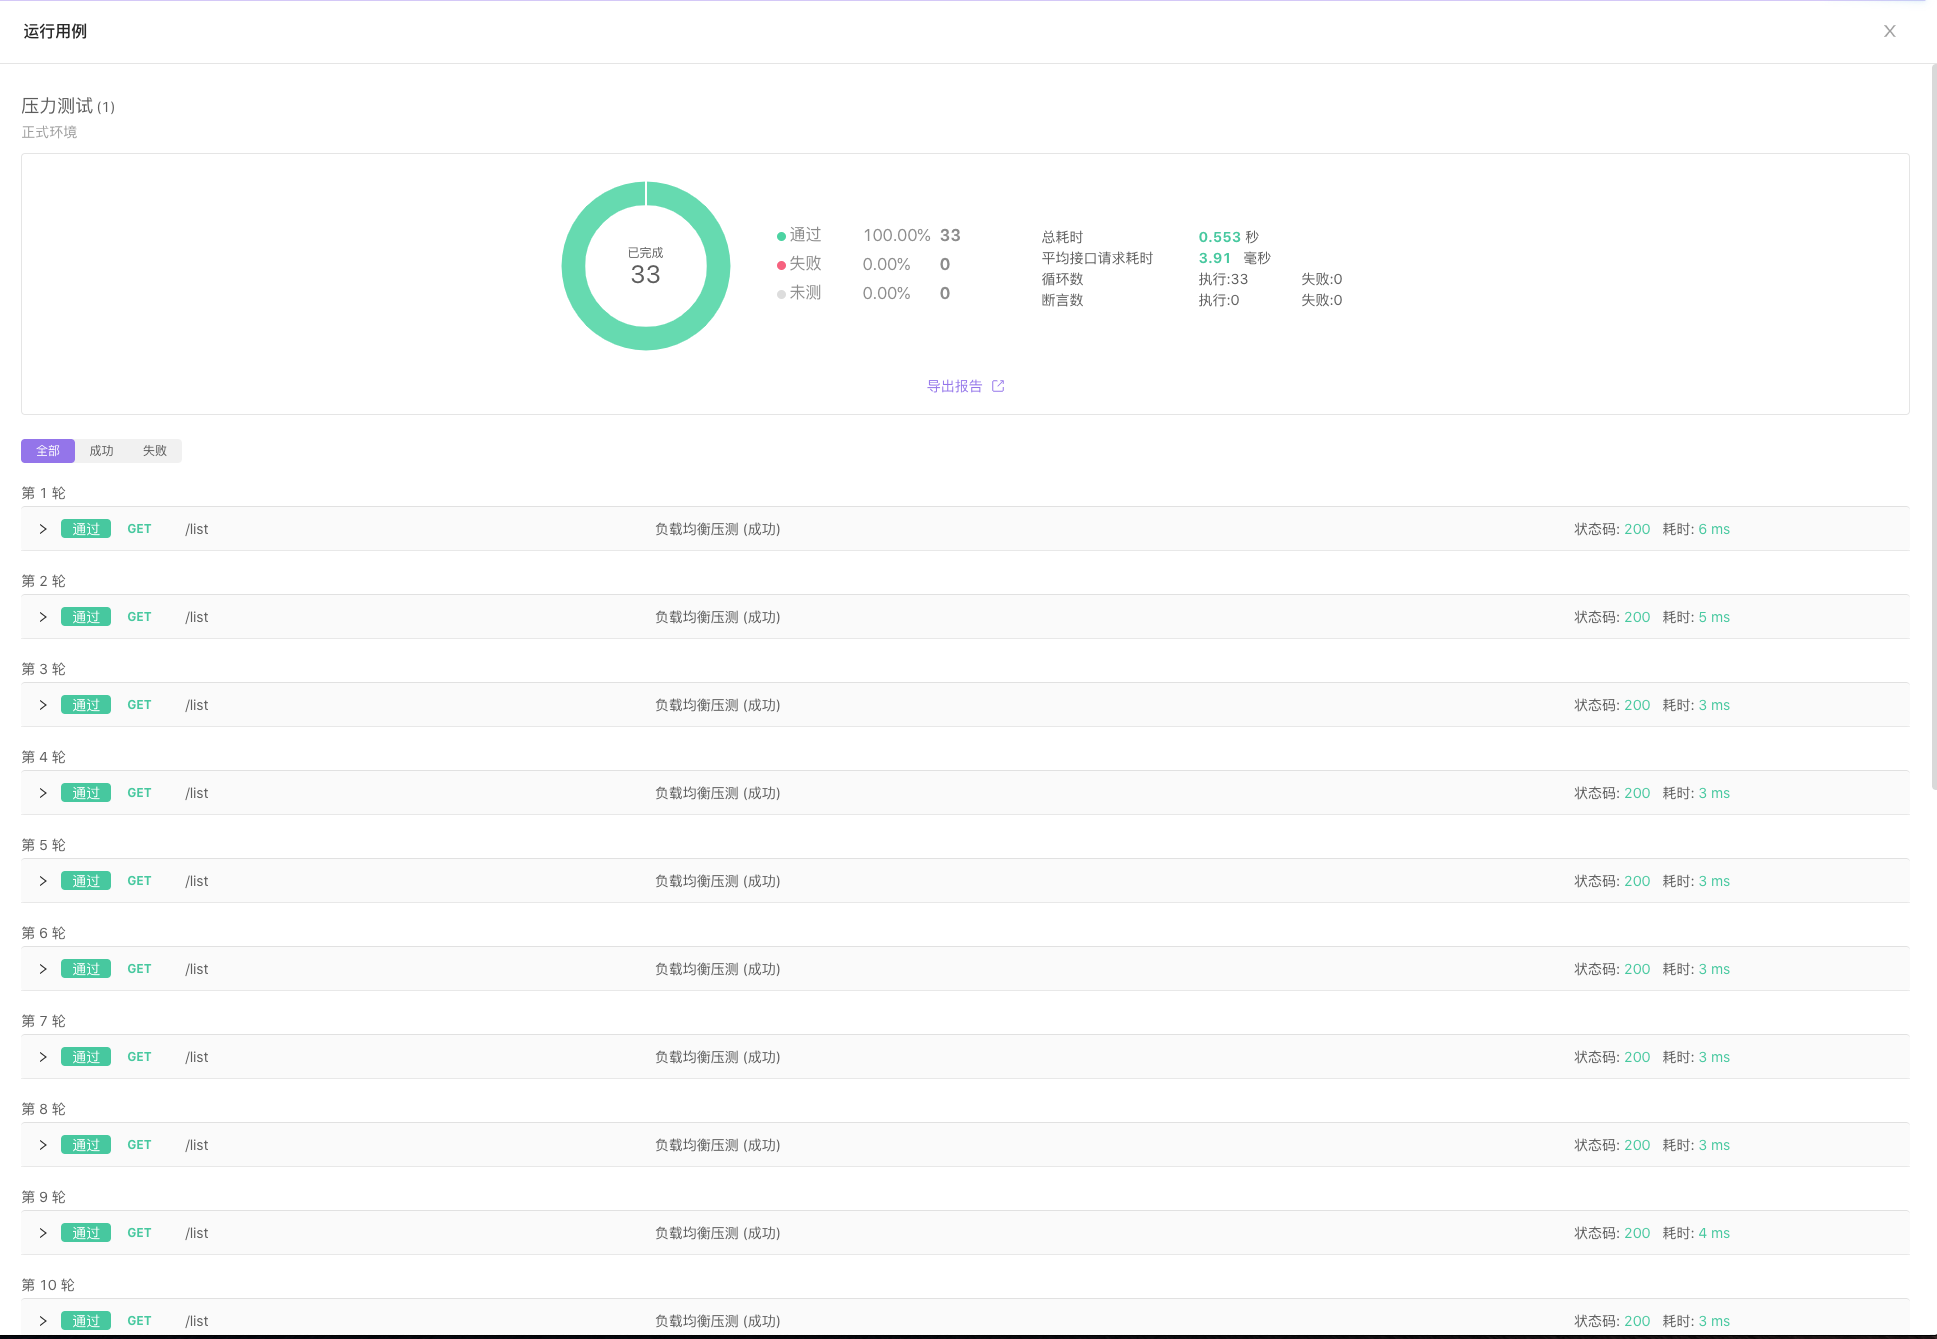 运行用例
压力测试 (1)
正式环境
已完成
33
通过 100.00% 33
失败 0.00% 0
未测 0.00% 0
总耗时 0.553 秒
平均接口请求耗时 3.91 毫秒
循环数 执行:33 失败:0
断言数 执行:0 失败:0
导出报告
全部 成功 失败
第 1 轮
通过 GET /list 负载均衡压测 (成功) 状态码: 200 耗时: 6 ms
第 2 轮
通过 GET /list 负载均衡压测 (成功) 状态码: 200 耗时: 5 ms
第 3 轮
通过 GET /list 负载均衡压测 (成功) 状态码: 200 耗时: 3 ms
第 4 轮
通过 GET /list 负载均衡压测 (成功) 状态码: 200 耗时: 3 ms
第 5 轮
通过 GET /list 负载均衡压测 (成功) 状态码: 200 耗时: 3 ms
第 6 轮
通过 GET /list 负载均衡压测 (成功) 状态码: 200 耗时: 3 ms
第 7 轮
通过 GET /list 负载均衡压测 (成功) 状态码: 200 耗时: 3 ms
第 8 轮
通过 GET /list 负载均衡压测 (成功) 状态码: 200 耗时: 3 ms
第 9 轮
通过 GET /list 负载均衡压测 (成功) 状态码: 200 耗时: 4 ms
第 10 轮
通过 GET /list 负载均衡压测 (成功) 状态码: 200 耗时: 3 ms